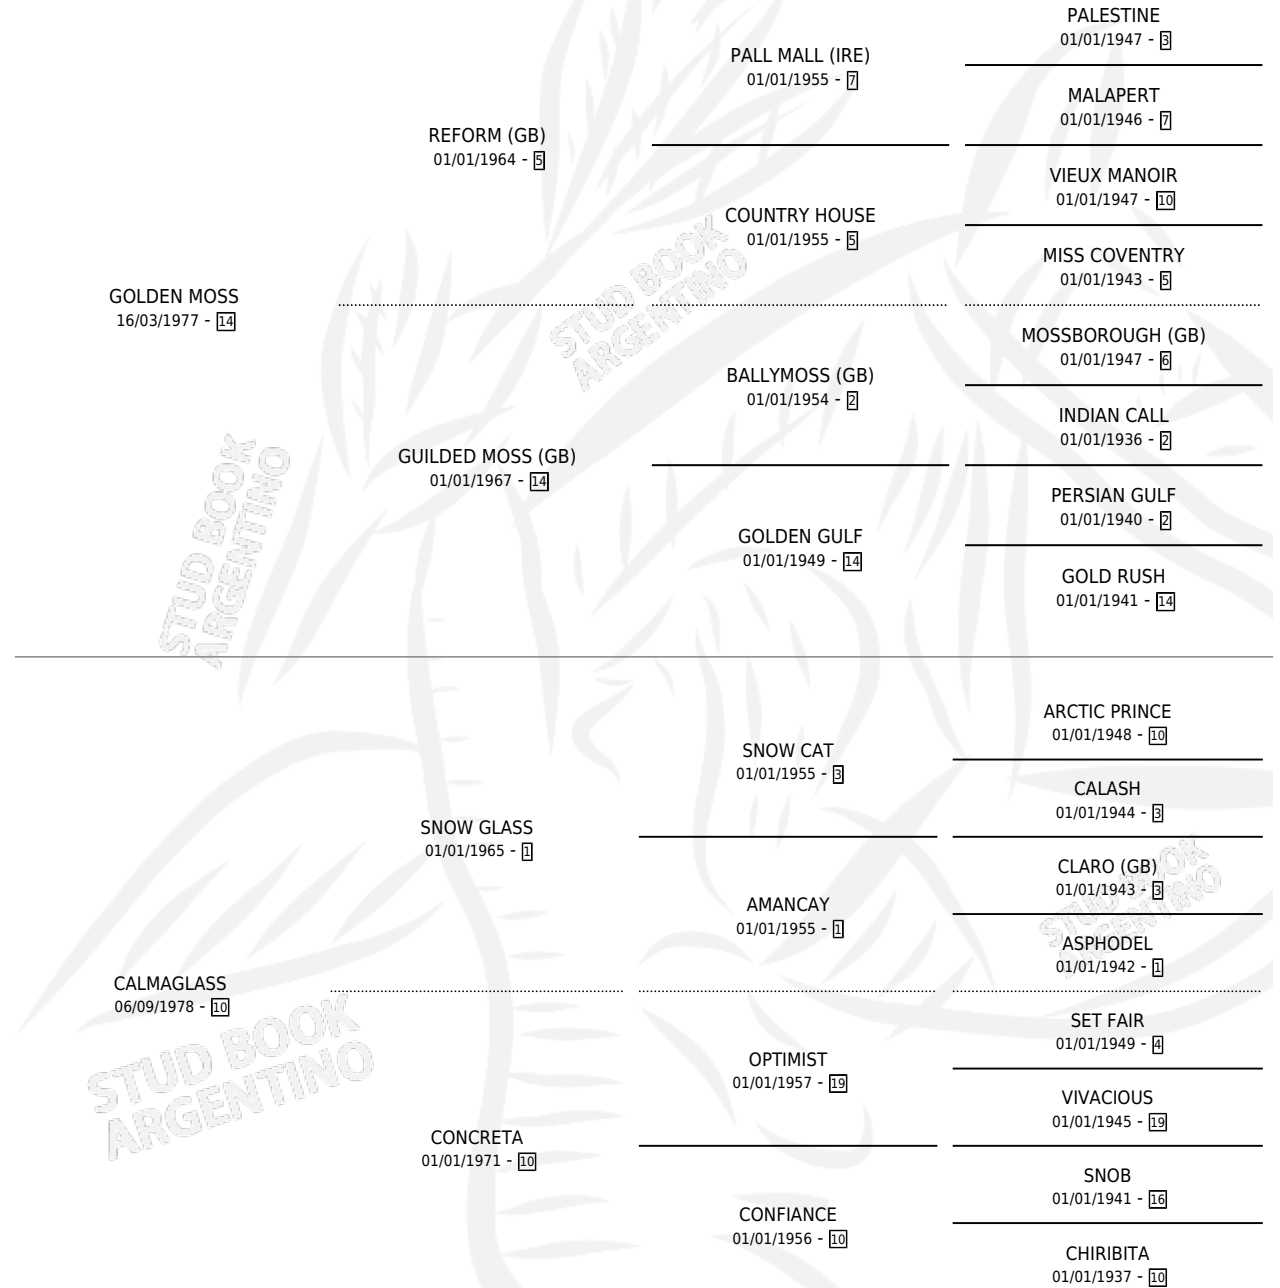 PALESTINE
01/01/1947 - 3
PALL MALL (IRE)
01/01/1955 - 7
MALAPERT
01/01/1946 - 7
REFORM (GB)
01/01/1964 - 5
VIEUX MANOIR
01/01/1947 - 10
COUNTRY HOUSE
01/01/1955 - 5
MISS COVENTRY
01/01/1943 - 5
GOLDEN MOSS
16/03/1977 - 14
STUD BOOK
ARGENTINO
MOSSBOROUGH (GB)
01/01/1947 - 6
BALLYMOSS (GB)
01/01/1954 - 2
INDIAN CALL
01/01/1936 - 2
GUILDED MOSS (GB)
01/01/1967 - 14
PERSIAN GULF
01/01/1940 - 2
GOLDEN GULF
01/01/1949 - 14
GOLD RUSH
01/01/1941 - 14
STUD BOOK
ARGENTINO
ARCTIC PRINCE
01/01/1948 - 10
SNOW CAT
01/01/1955 - 3
CALASH
01/01/1944 - 3
SNOW GLASS
01/01/1965 - 1
CLARO (GB)
01/01/1943 - 3
AMANCAY
01/01/1955 - 1
STUD BOOK
ARGENTINO
ASPHODEL
01/01/1942 - 1
CALMAGLASS
06/09/1978 - 10
SET FAIR
01/01/1949 - 4
OPTIMIST
01/01/1957 - 19
STUD BOOK
ARGENTINO
VIVACIOUS
01/01/1945 - 19
CONCRETA
01/01/1971 - 10
SNOB
01/01/1941 - 16
CONFIANCE
01/01/1956 - 10
CHIRIBITA
01/01/1937 - 10